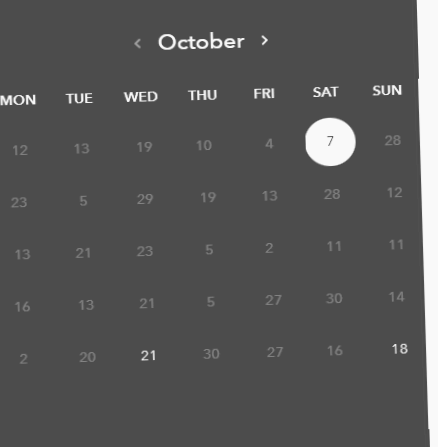 ‹ October ›
MON TUE WED THU FRI SAT SUN
12 13 19 10 4 7 28
23 5 29 19 13 28 12
13 21 23 5 2 11 11
16 13 21 5 27 30 14
2 20 21 30 27 16 18